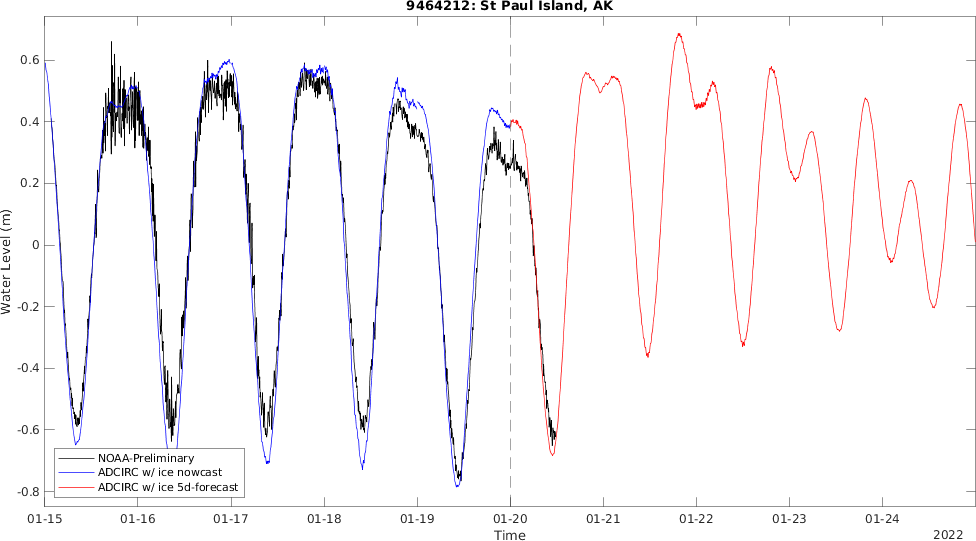 9464212: St Paul Island, AK
Water Level (m)
0.6
0.4
0.2
0
-0.2
-0.4
-0.6
-0.8
NOAA-Preliminary
ADCIRC w/ ice nowcast
ADCIRC w/ ice 5d-forecast
01-15 01-16 01-17 01-18 01-19 01-20 01-21 01-22 01-23 01-24
Time
2022